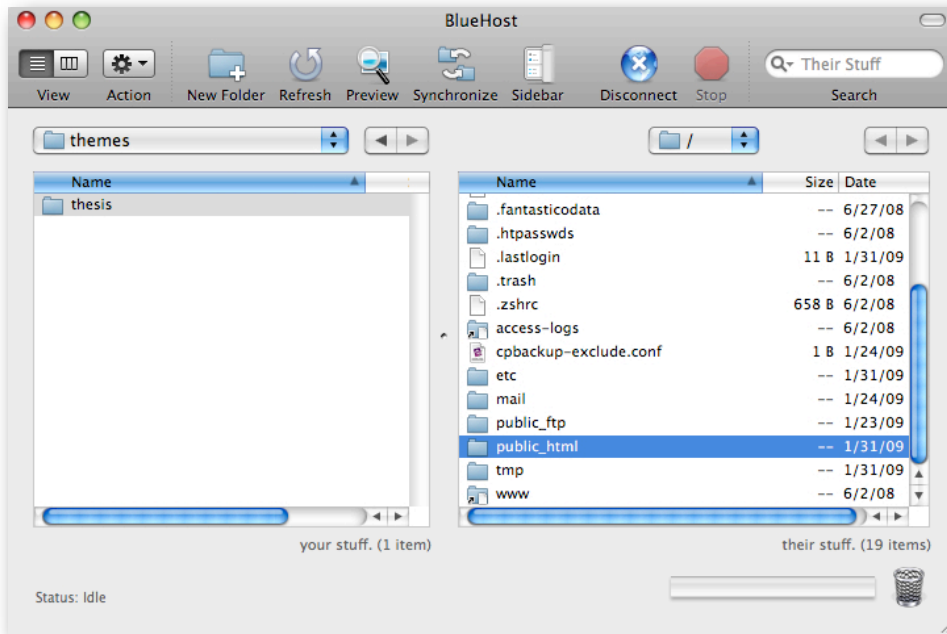 BlueHost
View Action New Folder Refresh Preview Synchronize Sidebar Disconnect Stop Their Stuff Search
themes /
Name Name Size Date
thesis
.fantasticodata -- 6/27/08
.htpasswds -- 6/2/08
.lastlogin 11 B 1/31/09
.trash -- 6/2/08
.zshrc 658 B 6/2/08
access-logs -- 6/2/08
cpbackup-exclude.conf 1 B 1/24/09
etc -- 1/31/09
mail -- 1/24/09
public_ftp -- 1/23/09
public_html -- 1/31/09
tmp -- 1/31/09
www -- 6/2/08
your stuff. (1 item) their stuff. (19 items)
Status: Idle